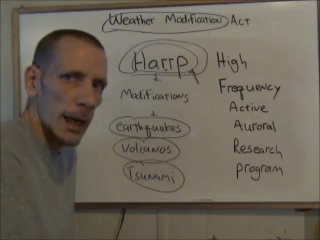 Weather Modification Act
Harrp High
Frequency
Modifications
Active
earthquakes Auroral
Volcanos Research
Tsunami program